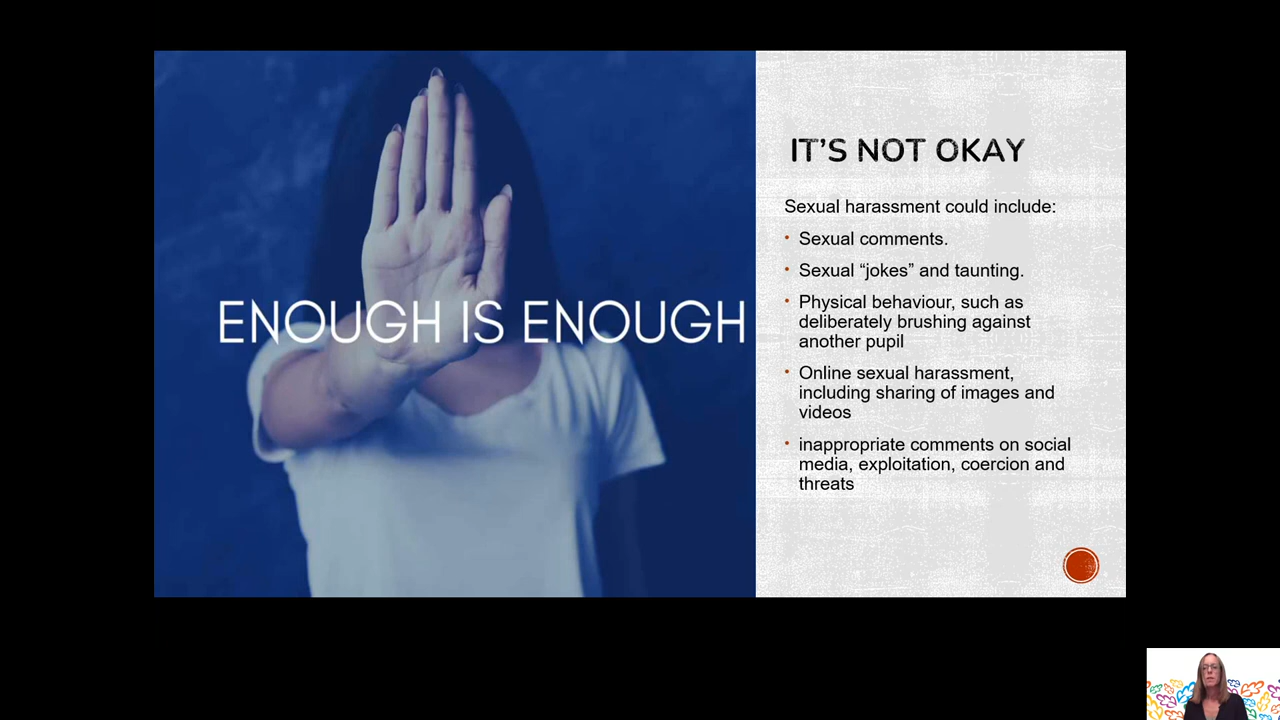 ENOUGH IS ENOUGH
IT’S NOT OKAY
Sexual harassment could include:
• Sexual comments.
• Sexual “jokes” and taunting.
• Physical behaviour, such as
deliberately brushing against
another pupil
• Online sexual harassment,
including sharing of images and
videos
• inappropriate comments on social
media, exploitation, coercion and
threats